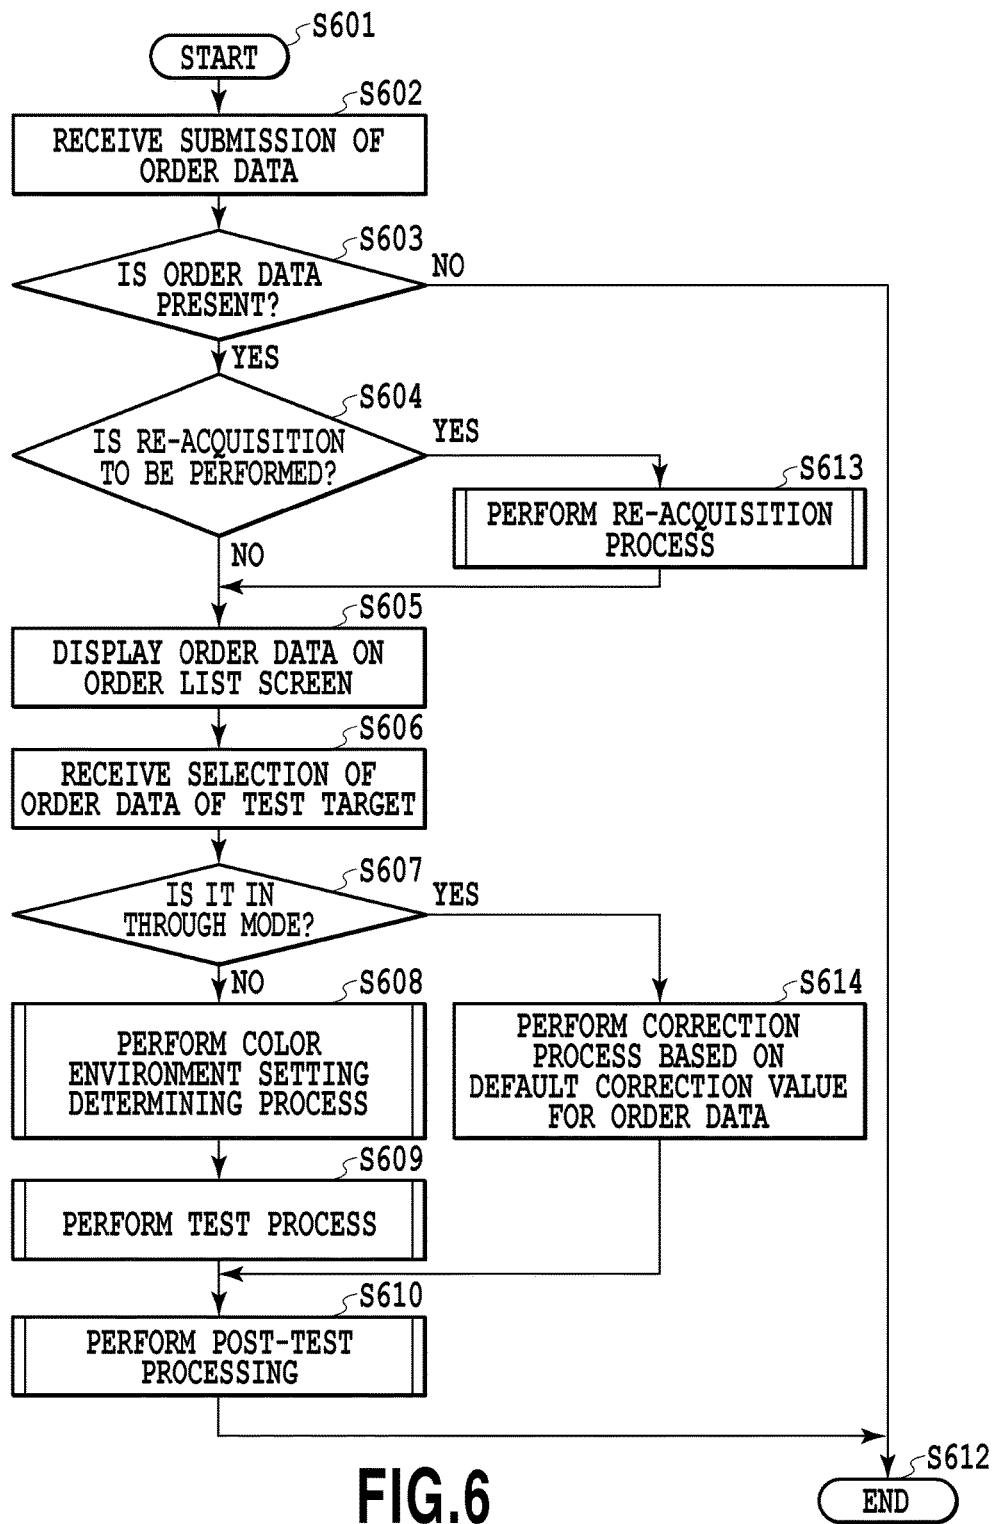 S601
START
S602
RECEIVE SUBMISSION OF
ORDER DATA
S603
IS ORDER DATA
PRESENT?
NO
YES
S604
IS RE-ACQUISITION
TO BE PERFORMED?
YES
S613
PERFORM RE-ACQUISITION
PROCESS
NO
S605
DISPLAY ORDER DATA ON
ORDER LIST SCREEN
S606
RECEIVE SELECTION OF
ORDER DATA OF TEST TARGET
S607
IS IT IN
THROUGH MODE?
YES
NO
S608
PERFORM COLOR
ENVIRONMENT SETTING
DETERMINING PROCESS
S614
PERFORM CORRECTION
PROCESS BASED ON
DEFAULT CORRECTION VALUE
FOR ORDER DATA
S609
PERFORM TEST PROCESS
S610
PERFORM POST-TEST
PROCESSING
S612
END
FIG.6